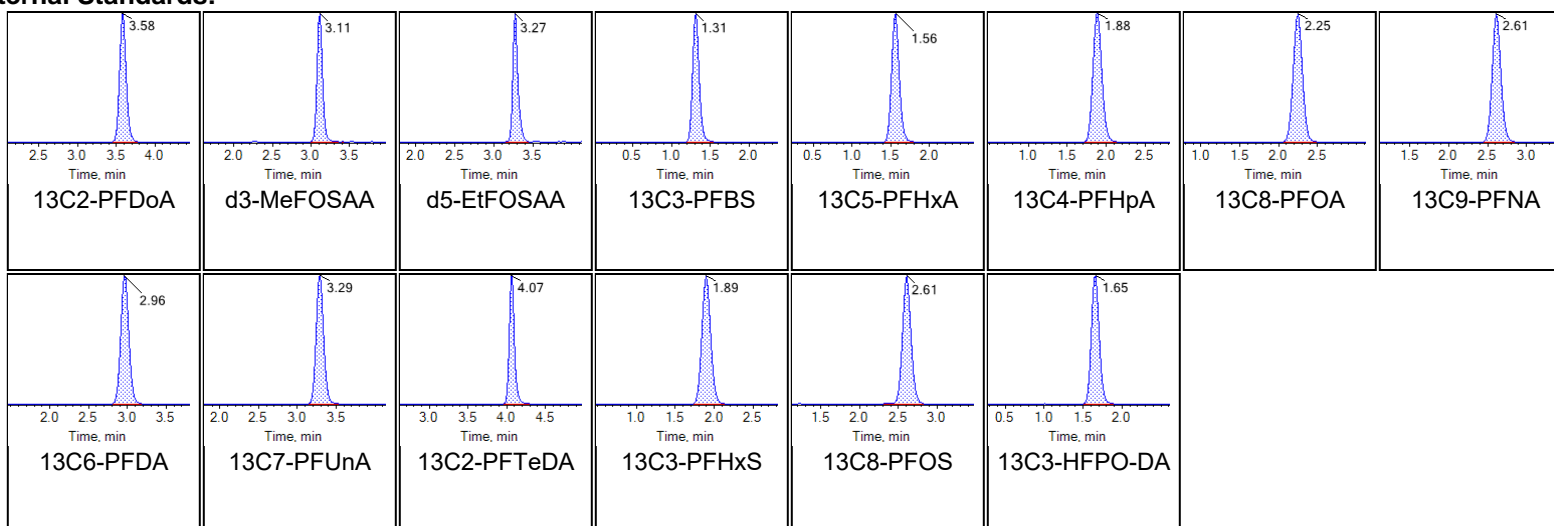 ternal Standards:
3.58
2.5 3.0 3.5 4.0
Time, min
13C2-PFDoA
3.11
2.0 2.5 3.0 3.5
Time, min
d3-MeFOSAA
3.27
2.0 2.5 3.0 3.5
Time, min
d5-EtFOSAA
1.31
0.5 1.0 1.5 2.0
Time, min
13C3-PFBS
1.56
0.5 1.0 1.5 2.0
Time, min
13C5-PFHxA
1.88
1.0 1.5 2.0 2.5
Time, min
13C4-PFHpA
2.25
1.0 1.5 2.0 2.5
Time, min
13C8-PFOA
2.61
1.5 2.0 2.5 3.0
Time, min
13C9-PFNA
2.96
2.0 2.5 3.0 3.5
Time, min
13C6-PFDA
3.29
2.0 2.5 3.0 3.5
Time, min
13C7-PFUnA
4.07
3.0 3.5 4.0 4.5
Time, min
13C2-PFTeDA
1.89
1.0 1.5 2.0 2.5
Time, min
13C3-PFHxS
2.61
1.5 2.0 2.5 3.0
Time, min
13C8-PFOS
1.65
0.5 1.0 1.5 2.0
Time, min
13C3-HFPO-DA